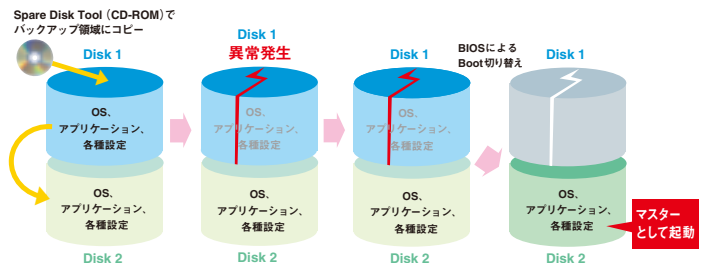 Spare Disk Tool (CD-ROM)で
バックアップ領域にコピー
Disk 1
OS、
アプリケーション、
各種設定
OS、
アプリケーション、
各種設定
Disk 2
Disk 1
異常発生
OS、
アプリケーション、
各種設定
OS、
アプリケーション、
各種設定
Disk 2
Disk 1
OS、
アプリケーション、
各種設定
OS、
アプリケーション、
各種設定
Disk 2
BIOSによる
Boot切り替え
Disk 1
OS、
アプリケーション、
各種設定
Disk 2
マスター
として起動